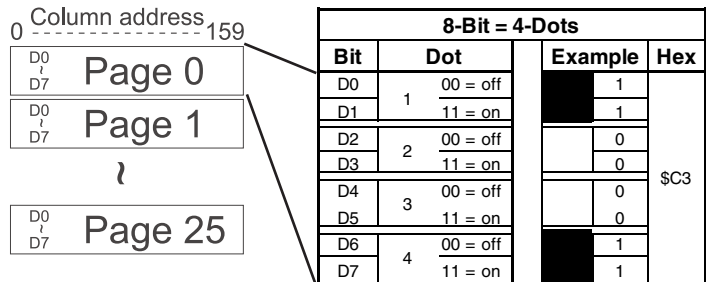 Column address
0 - - - - - - - - - - - - - 159
D0
~
D7
Page 0
D0
~
D7
Page 1
~
D0
~
D7
Page 25
8-Bit = 4-Dots
Bit Dot Example Hex
D0 1 00 = off 1
D1 11 = on 1
D2 2 00 = off 0
D3 11 = on 0
$C3
D4 3 00 = off 0
D5 11 = on 0
D6 4 00 = off 1
D7 11 = on 1